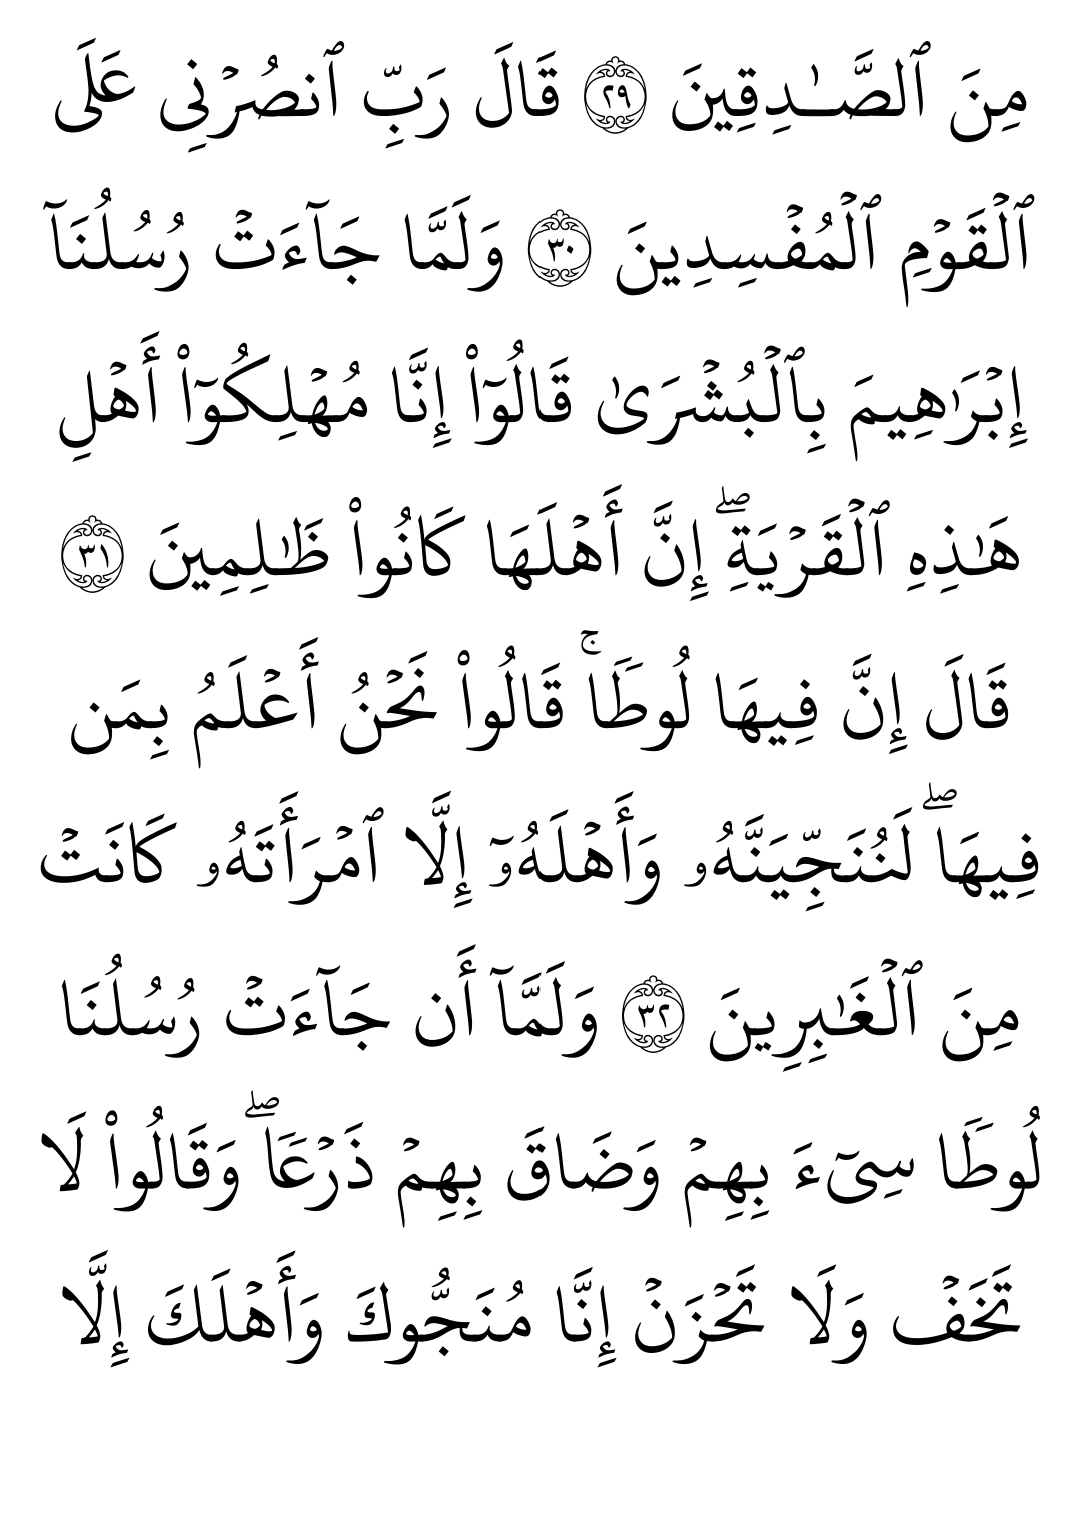 مِنَ ٱلصَّـٰدِقِينَ ٢٩ قَالَ رَبِّ ٱنصُرْنِى عَلَى
ٱلْقَوْمِ ٱلْمُفْسِدِينَ ٣٠ وَلَمَّا جَآءَتْ رُسُلُنَآ
إِبْرَٰهِيمَ بِٱلْبُشْرَىٰ قَالُوٓا۟ إِنَّا مُهْلِكُوٓا۟ أَهْلِ
هَـٰذِهِ ٱلْقَرْيَةِ ۖ إِنَّ أَهْلَهَا كَانُوا۟ ظَـٰلِمِينَ ٣١
قَالَ إِنَّ فِيهَا لُوطًا ۚ قَالُوا۟ نَحْنُ أَعْلَمُ بِمَن
فِيهَا ۖ لَنُنَجِّيَنَّهُۥ وَأَهْلَهُۥٓ إِلَّا ٱمْرَأَتَهُۥ كَانَتْ
مِنَ ٱلْغَـٰبِرِينَ ٣٢ وَلَمَّآ أَن جَآءَتْ رُسُلُنَا
لُوطًا سِىٓءَ بِهِمْ وَضَاقَ بِهِمْ ذَرْعًا ۖ وَقَالُوا۟ لَا
تَخَفْ وَلَا تَحْزَنْ إِنَّا مُنَجُّوكَ وَأَهْلَكَ إِلَّا